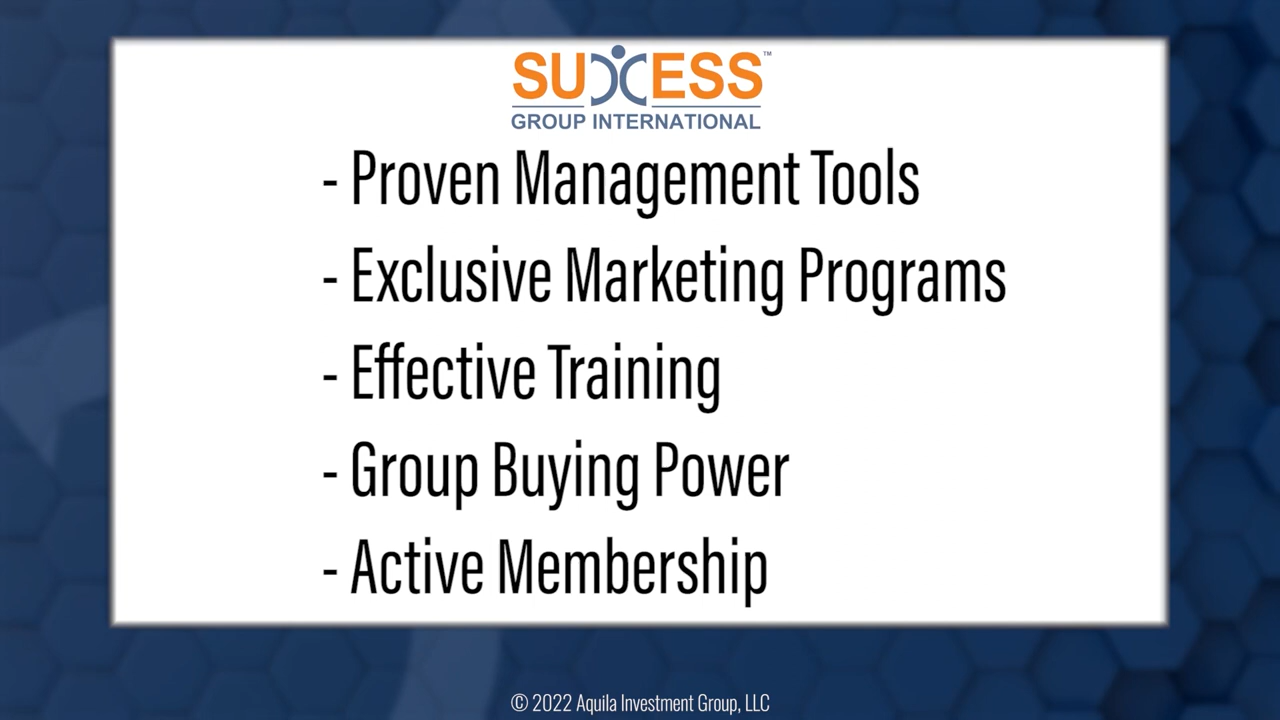 SUCCESS™
GROUP INTERNATIONAL
- Proven Management Tools
- Exclusive Marketing Programs
- Effective Training
- Group Buying Power
- Active Membership
© 2022 Aquila Investment Group, LLC